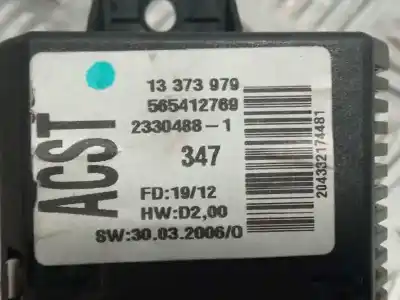 13 373 979
565412769
2330488-1
347
FD:19/12
HW:D2,00
SW:30.03.2006/0
ACST
204332174481